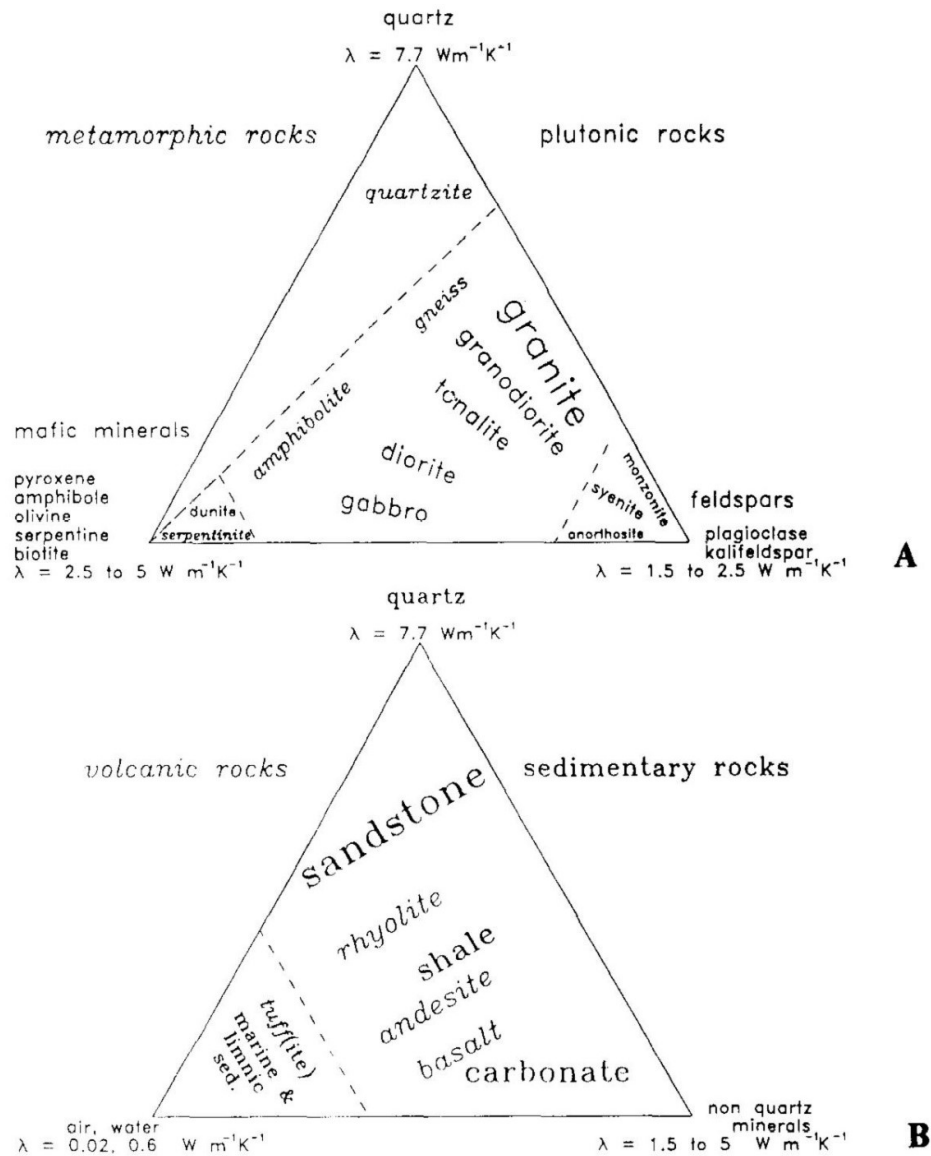 quartz
λ = 7.7 Wm⁻¹K⁻¹
metamorphic rocks
plutonic rocks
quartzite
gneiss
granite
granodiorite
tonalite
amphibolite
diorite
gabbro
mafic minerals
pyroxene
amphibole
olivine
serpentine
biotite
λ = 2.5 to 5 W m⁻¹K⁻¹
dunite
serpentinite
monzonite
syenite
anorthosite
feldspars
plagioclase
kalifeldspar
λ = 1.5 to 2.5 W m⁻¹K⁻¹
A
quartz
λ = 7.7 Wm⁻¹K⁻¹
volcanic rocks
sedimentary rocks
sandstone
rhyolite
shale
andesite
basalt
carbonate
tuff(ite)
marine &
limnic
sed.
air, water
λ = 0.02, 0.6 W m⁻¹K⁻¹
non quartz
minerals
λ = 1.5 to 5 W m⁻¹K⁻¹
B